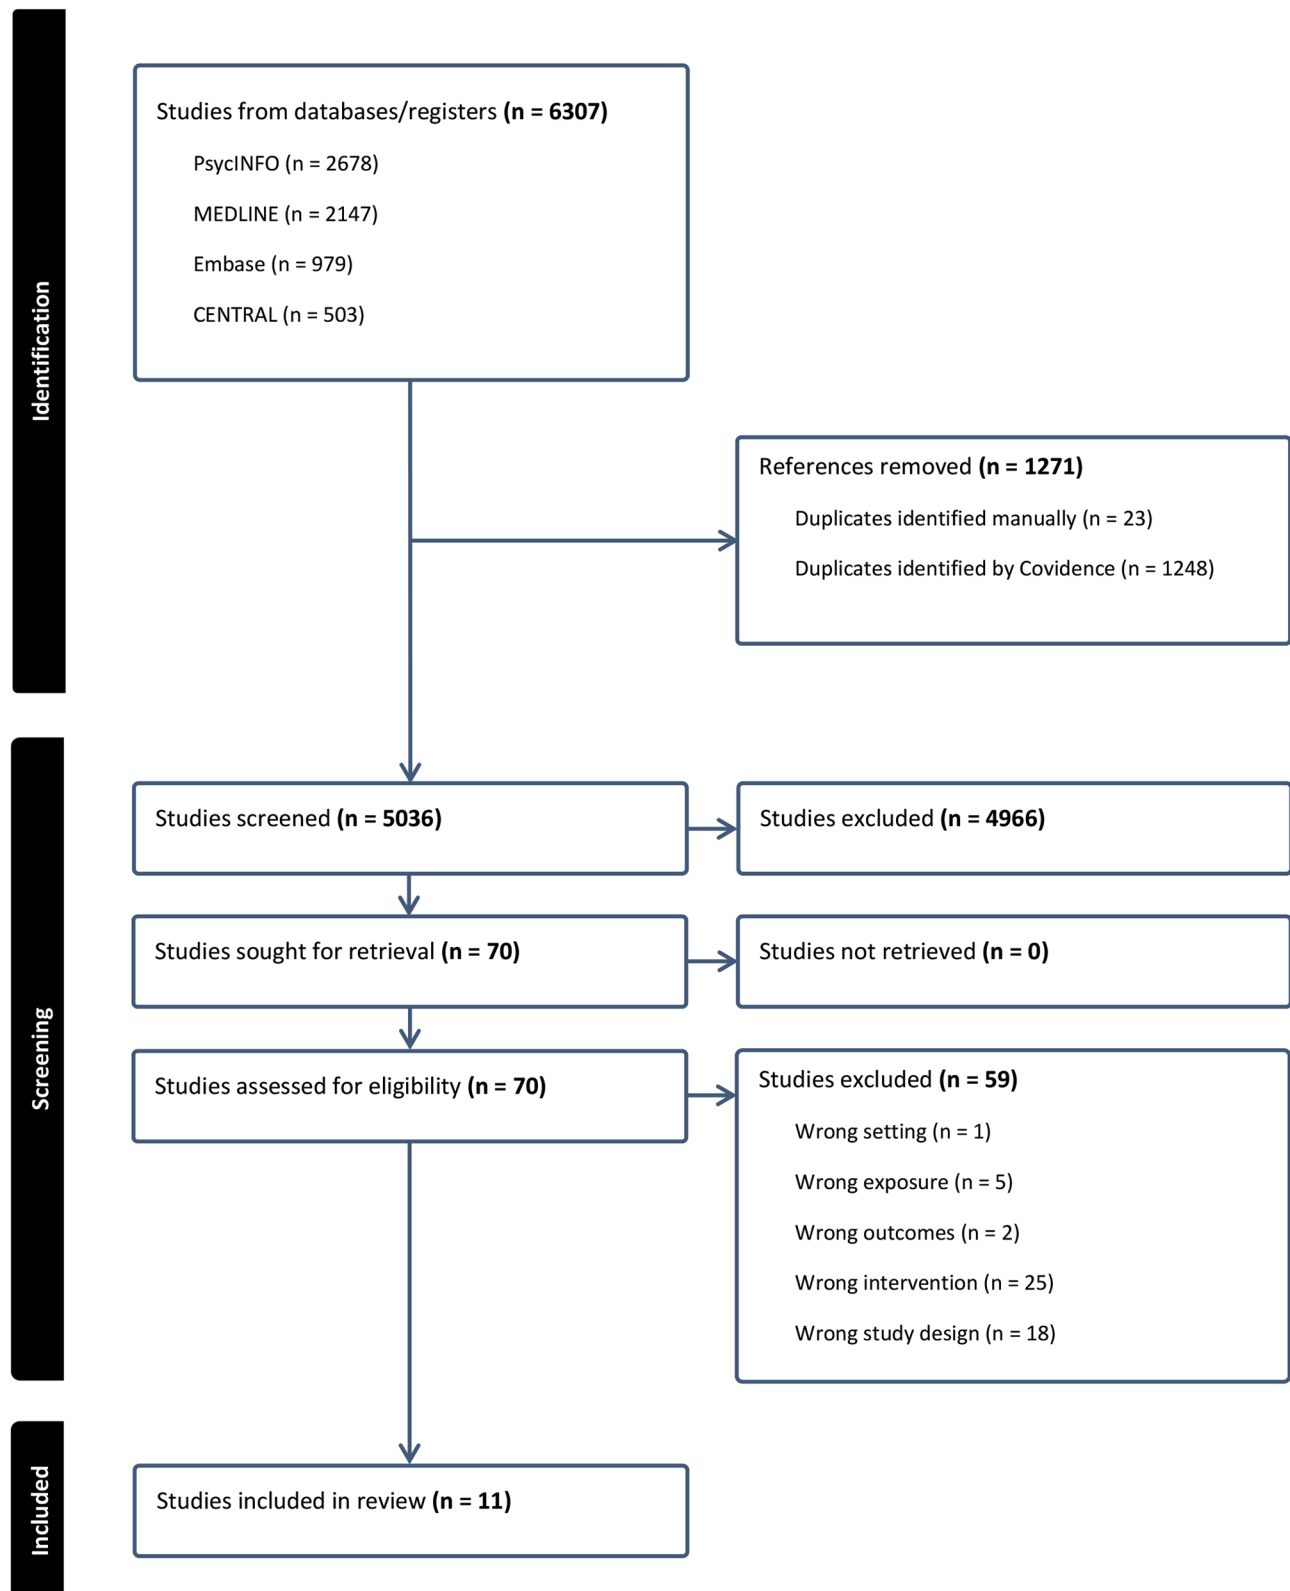 Identification
Studies from databases/registers (n = 6307)
PsycINFO (n = 2678)
MEDLINE (n = 2147)
Embase (n = 979)
CENTRAL (n = 503)
References removed (n = 1271)
Duplicates identified manually (n = 23)
Duplicates identified by Covidence (n = 1248)
Screening
Studies screened (n = 5036)
Studies excluded (n = 4966)
Studies sought for retrieval (n = 70)
Studies not retrieved (n = 0)
Studies assessed for eligibility (n = 70)
Studies excluded (n = 59)
Wrong setting (n = 1)
Wrong exposure (n = 5)
Wrong outcomes (n = 2)
Wrong intervention (n = 25)
Wrong study design (n = 18)
Included
Studies included in review (n = 11)